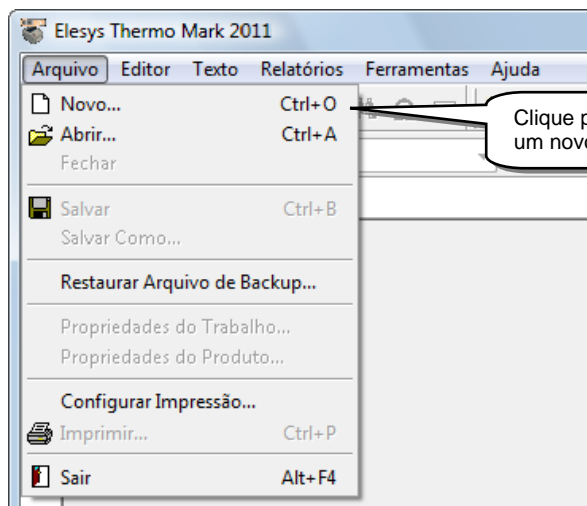 Elesys Thermo Mark 2011
Arquivo Editor Texto Relatórios Ferramentas Ajuda
Novo... Ctrl+O
Abrir... Ctrl+A
Fechar
Salvar Ctrl+B
Salvar Como...
Restaurar Arquivo de Backup...
Propriedades do Trabalho...
Propriedades do Produto...
Configurar Impressão...
Imprimir... Ctrl+P
Sair Alt+F4
Clique p
um novo